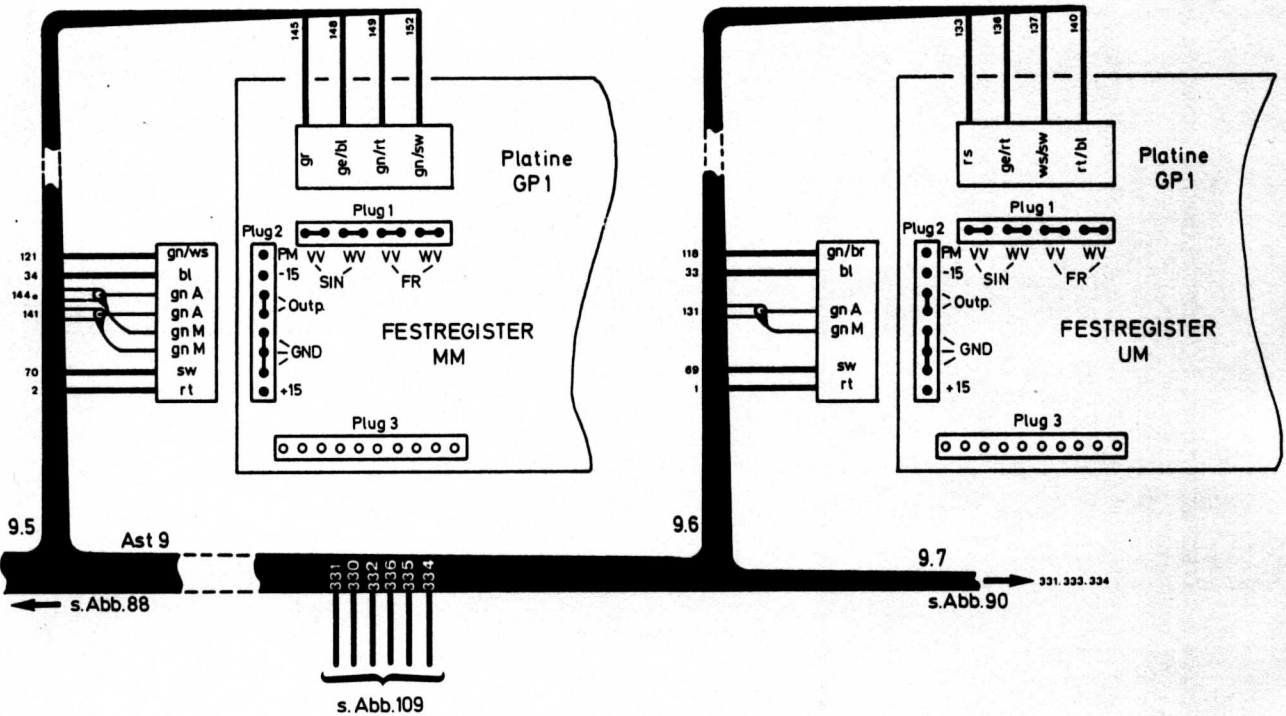 145 148 149 152
gr ge/bl gn/rt gn/sw
Platine
GP1
Plug 1
Plug 2
PM VV WV VV WV
-15 SIN FR
Outp.
GND
+15
FESTREGISTER
MM
Plug 3
121 gn/ws
34 bl
144a gn A
141 gn A
gn M
gn M
70 sw
2 rt
9.5
Ast 9
s.Abb.88
331 330 332 336 335 334
s.Abb.109
133 136 137 140
rs ge/rt ws/sw rt/bl
Platine
GP1
Plug 1
Plug 2
PM VV WV VV WV
-15 SIN FR
Outp.
GND
+15
FESTREGISTER
UM
Plug 3
118 gn/br
33 bl
131 gn A
gn M
69 sw
1 rt
9.6
9.7
331.333.334
s.Abb.90